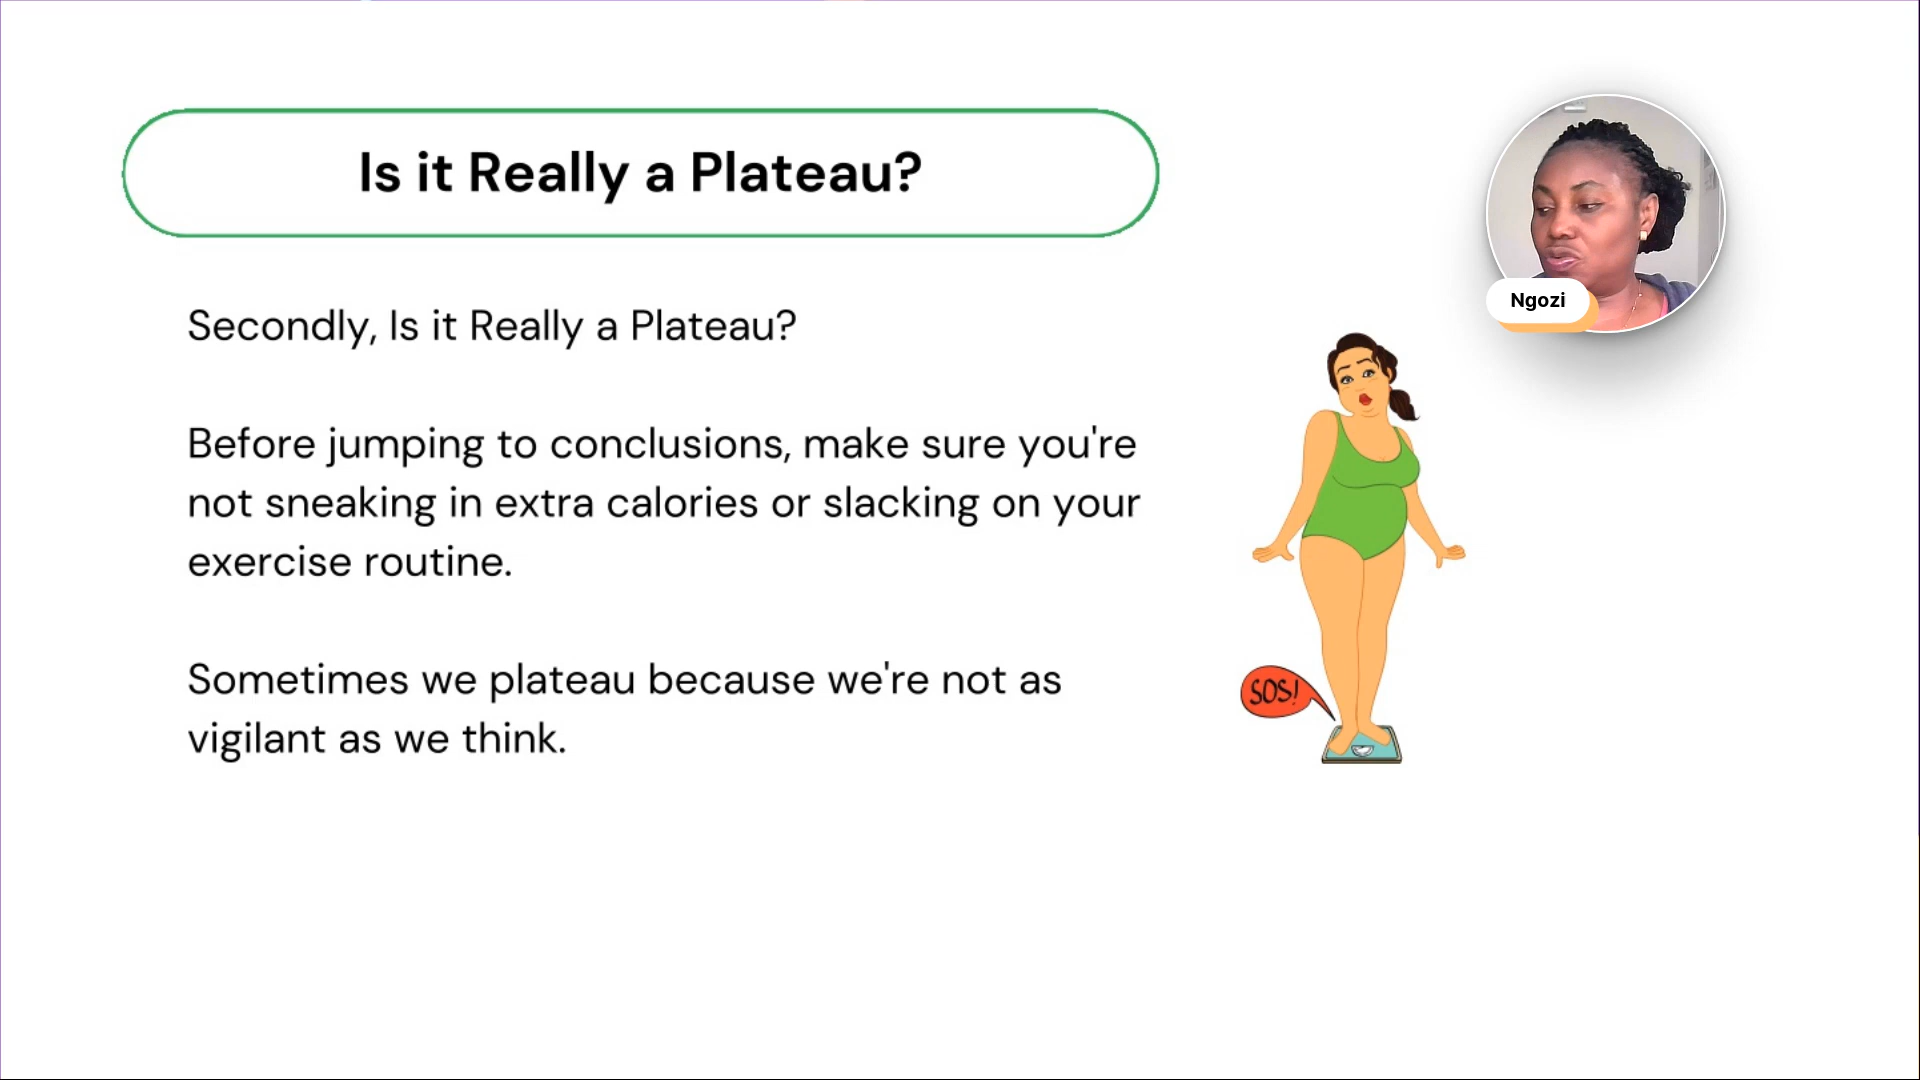 Is it Really a Plateau?
Ngozi
Secondly, Is it Really a Plateau?
Before jumping to conclusions, make sure you're
not sneaking in extra calories or slacking on your
exercise routine.
Sometimes we plateau because we're not as
vigilant as we think.
SOS!